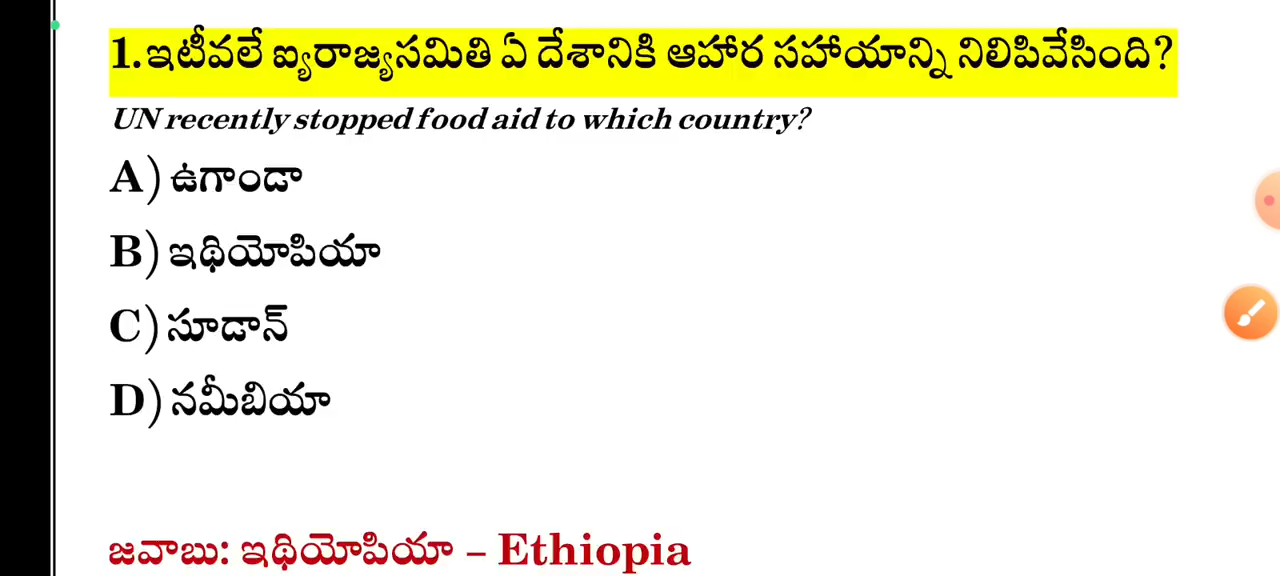 1.ఇటీవలే ఐ్యరాజ్యసమితి ఏ దేశానికి ఆహార సహాయాన్ని నిలిపివేసింది?
UN recently stopped food aid to which country?
A) ఉగాండా
B) ఇథియోపియా
C) సూడాన్
D) నమీబియా
జవాబు: ఇథియోపియా – Ethiopia